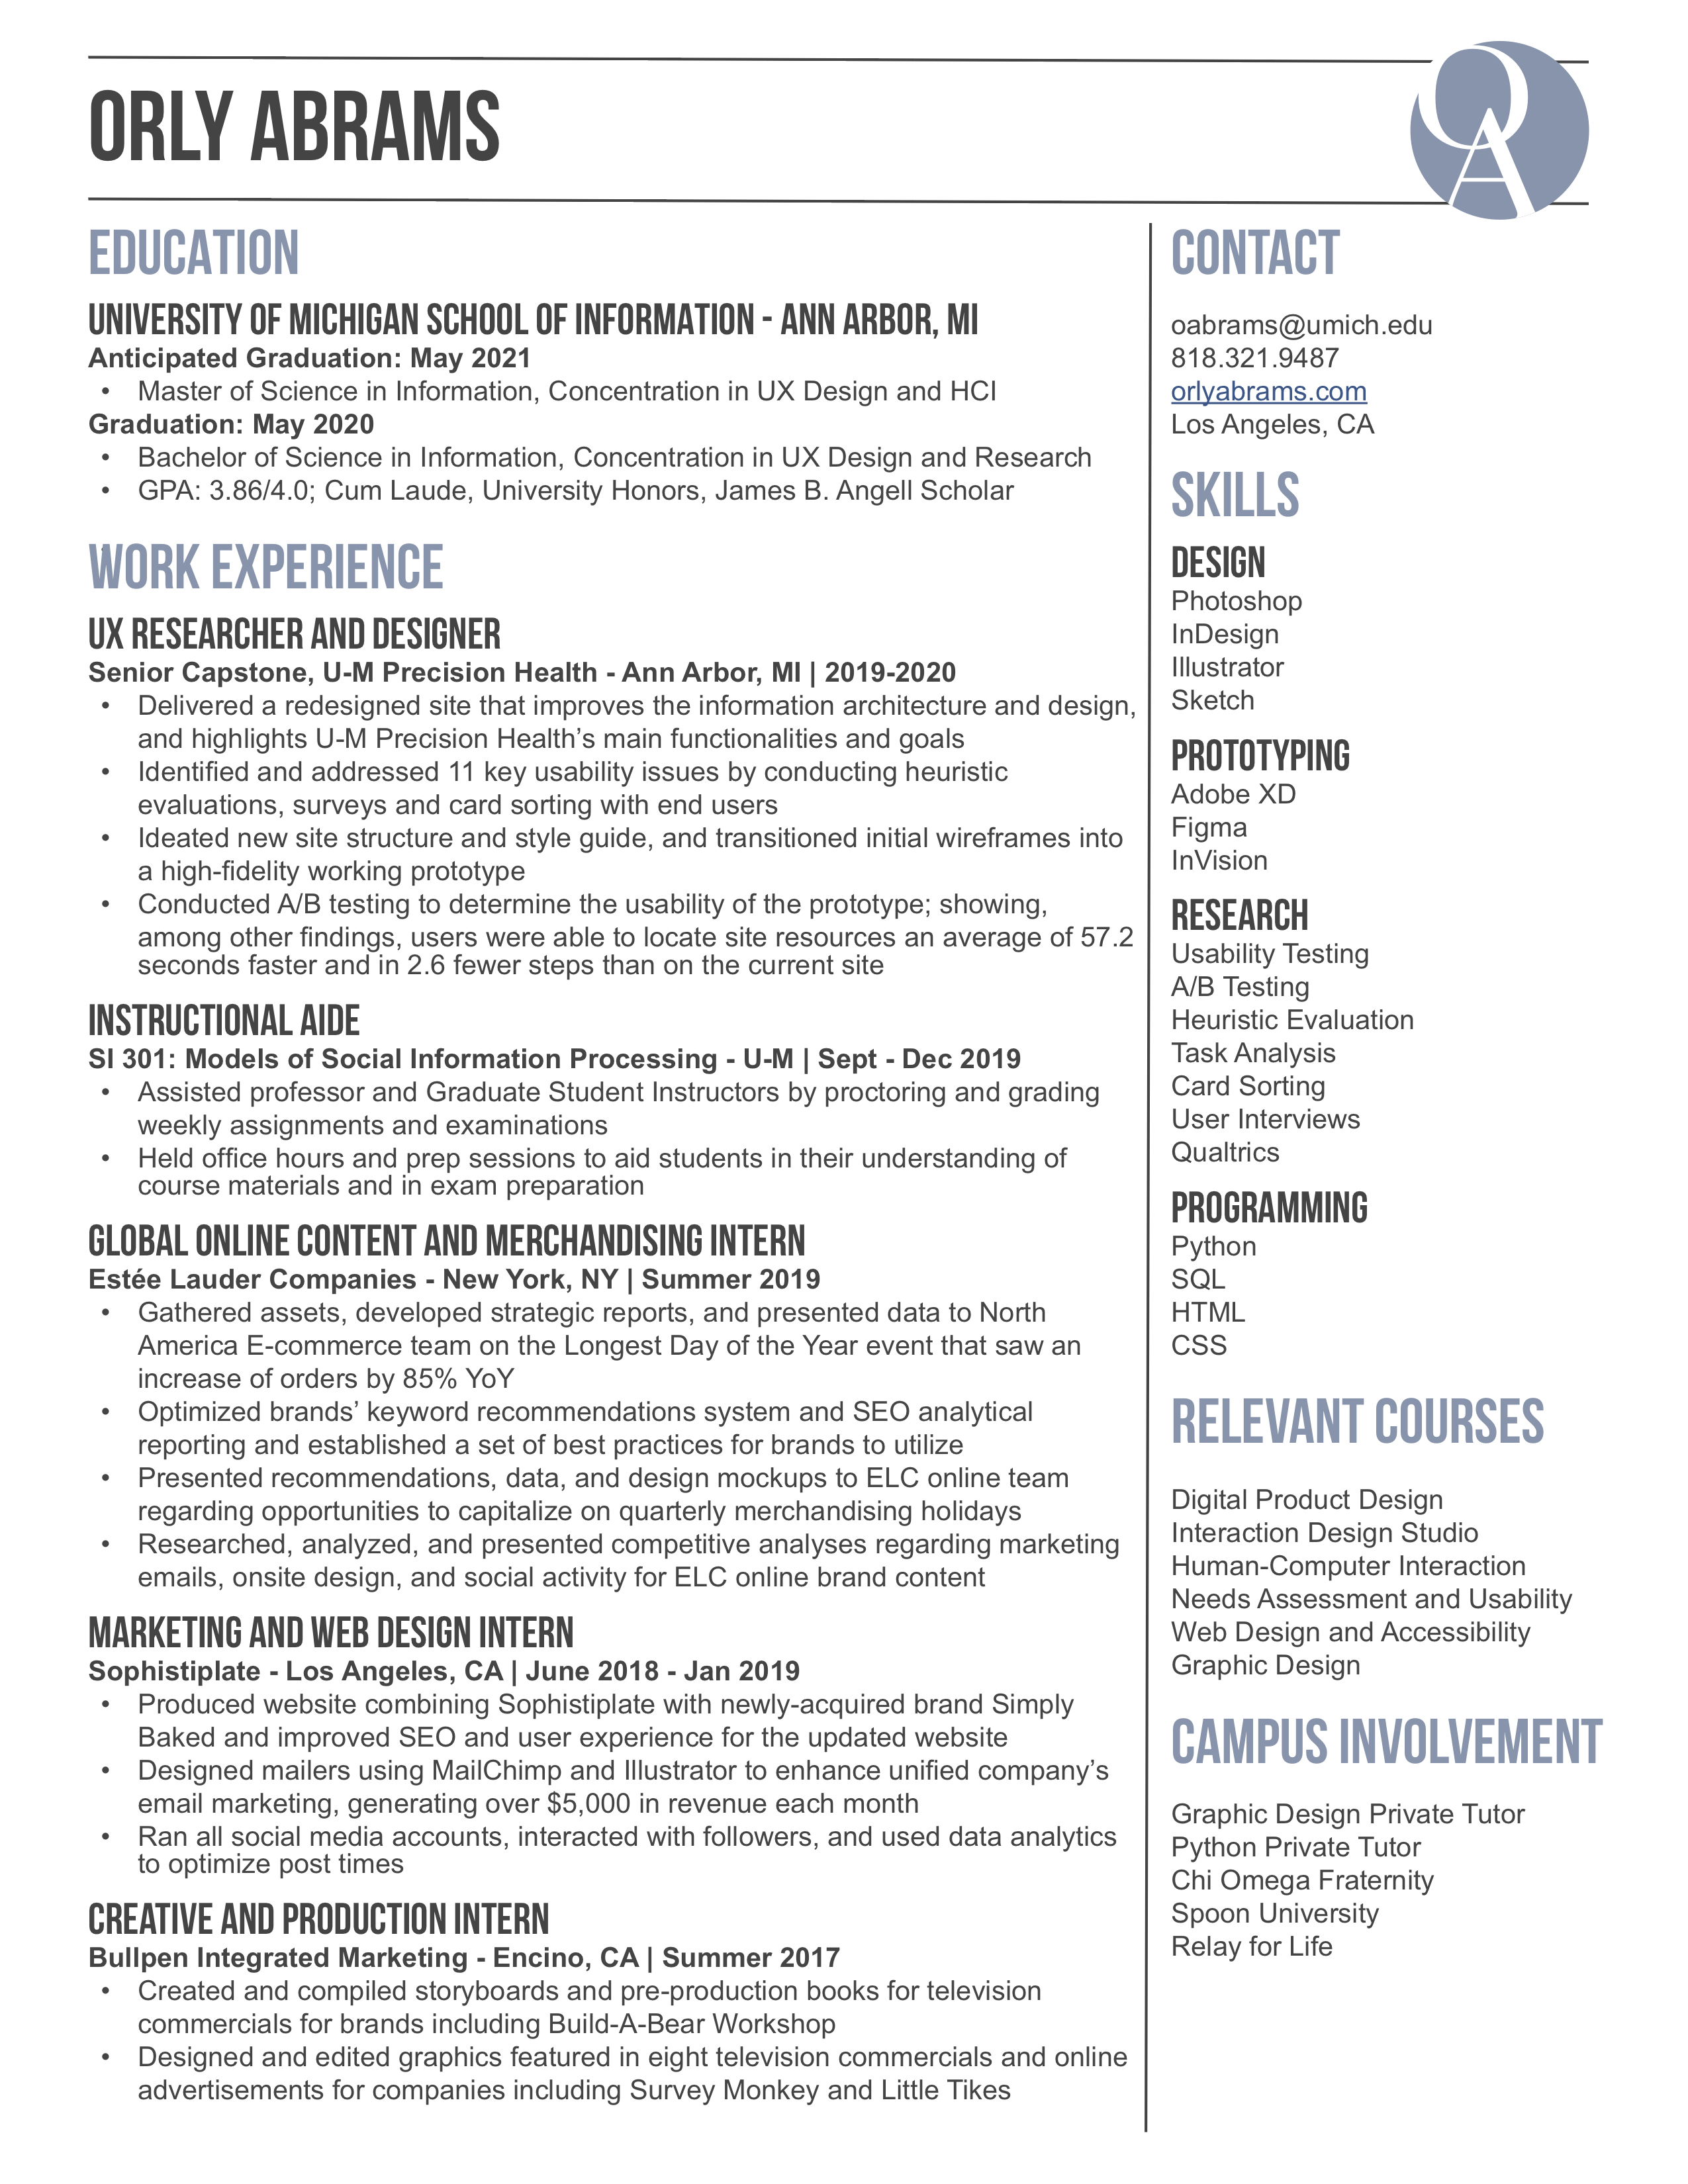 ORLY ABRAMS
OA
EDUCATION
UNIVERSITY OF MICHIGAN SCHOOL OF INFORMATION - ANN ARBOR, MI
Anticipated Graduation: May 2021
• Master of Science in Information, Concentration in UX Design and HCI
Graduation: May 2020
• Bachelor of Science in Information, Concentration in UX Design and Research
• GPA: 3.86/4.0; Cum Laude, University Honors, James B. Angell Scholar
WORK EXPERIENCE
UX RESEARCHER AND DESIGNER
Senior Capstone, U-M Precision Health - Ann Arbor, MI | 2019-2020
• Delivered a redesigned site that improves the information architecture and design,
and highlights U-M Precision Health’s main functionalities and goals
• Identified and addressed 11 key usability issues by conducting heuristic
evaluations, surveys and card sorting with end users
• Ideated new site structure and style guide, and transitioned initial wireframes into
a high-fidelity working prototype
• Conducted A/B testing to determine the usability of the prototype; showing,
among other findings, users were able to locate site resources an average of 57.2
seconds faster and in 2.6 fewer steps than on the current site
INSTRUCTIONAL AIDE
SI 301: Models of Social Information Processing - U-M | Sept - Dec 2019
• Assisted professor and Graduate Student Instructors by proctoring and grading
weekly assignments and examinations
• Held office hours and prep sessions to aid students in their understanding of
course materials and in exam preparation
GLOBAL ONLINE CONTENT AND MERCHANDISING INTERN
Estée Lauder Companies - New York, NY | Summer 2019
• Gathered assets, developed strategic reports, and presented data to North
America E-commerce team on the Longest Day of the Year event that saw an
increase of orders by 85% YoY
• Optimized brands’ keyword recommendations system and SEO analytical
reporting and established a set of best practices for brands to utilize
• Presented recommendations, data, and design mockups to ELC online team
regarding opportunities to capitalize on quarterly merchandising holidays
• Researched, analyzed, and presented competitive analyses regarding marketing
emails, onsite design, and social activity for ELC online brand content
MARKETING AND WEB DESIGN INTERN
Sophistiplate - Los Angeles, CA | June 2018 - Jan 2019
• Produced website combining Sophistiplate with newly-acquired brand Simply
Baked and improved SEO and user experience for the updated website
• Designed mailers using MailChimp and Illustrator to enhance unified company’s
email marketing, generating over $5,000 in revenue each month
• Ran all social media accounts, interacted with followers, and used data analytics
to optimize post times
CREATIVE AND PRODUCTION INTERN
Bullpen Integrated Marketing - Encino, CA | Summer 2017
• Created and compiled storyboards and pre-production books for television
commercials for brands including Build-A-Bear Workshop
• Designed and edited graphics featured in eight television commercials and online
advertisements for companies including Survey Monkey and Little Tikes
CONTACT
oabrams@umich.edu
818.321.9487
orlyabrams.com
Los Angeles, CA
SKILLS
DESIGN
Photoshop
InDesign
Illustrator
Sketch
PROTOTYPING
Adobe XD
Figma
InVision
RESEARCH
Usability Testing
A/B Testing
Heuristic Evaluation
Task Analysis
Card Sorting
User Interviews
Qualtrics
PROGRAMMING
Python
SQL
HTML
CSS
RELEVANT COURSES
Digital Product Design
Interaction Design Studio
Human-Computer Interaction
Needs Assessment and Usability
Web Design and Accessibility
Graphic Design
CAMPUS INVOLVEMENT
Graphic Design Private Tutor
Python Private Tutor
Chi Omega Fraternity
Spoon University
Relay for Life